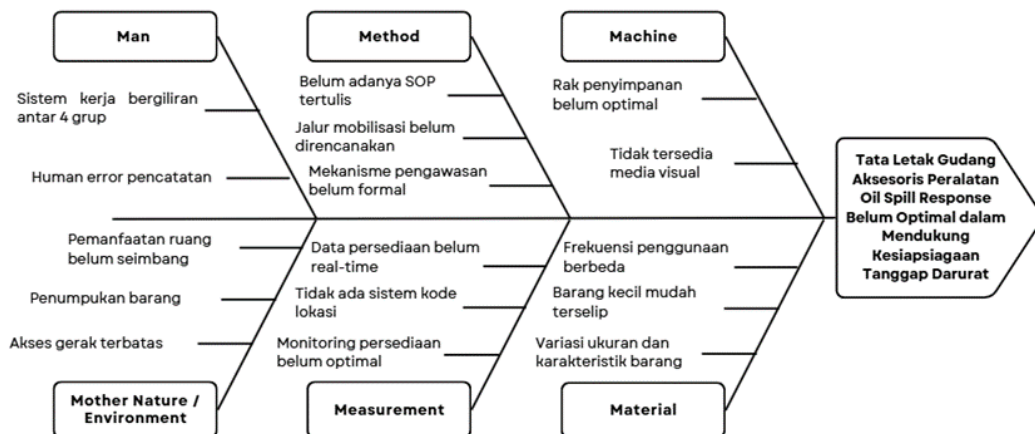 Man
Method
Machine
Sistem kerja bergiliran
antar 4 grup
Human error pencatatan
Belum adanya SOP
tertulis
Jalur mobilisasi belum
direncanakan
Mekanisme pengawasan
belum formal
Rak penyimpanan
belum optimal
Tidak tersedia
media visual
Tata Letak Gudang
Aksesoris Peralatan
Oil Spill Response
Belum Optimal dalam
Mendukung
Kesiapsiagaan
Tanggap Darurat
Pemanfaatan ruang
belum seimbang
Penumpukan barang
Akses gerak terbatas
Data persediaan belum
real-time
Tidak ada sistem kode
lokasi
Monitoring persediaan
belum optimal
Frekuensi penggunaan
berbeda
Barang kecil mudah
terselip
Variasi ukuran dan
karakteristik barang
Mother Nature /
Environment
Measurement
Material